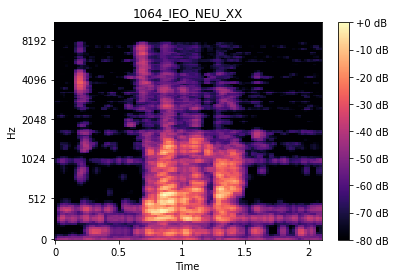 1064_IEO_NEU_XX
8192
4096
2048
1024
512
0
Hz
0
0.5
1
1.5
2
Time
+0 dB
-10 dB
-20 dB
-30 dB
-40 dB
-50 dB
-60 dB
-70 dB
-80 dB